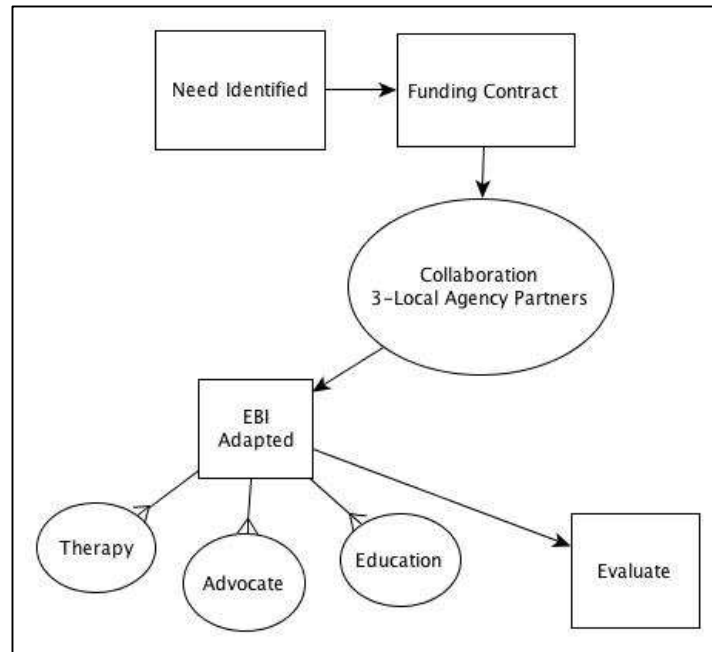 Need Identified
Funding Contract
Collaboration
3-Local Agency Partners
EBI
Adapted
Therapy
Advocate
Education
Evaluate